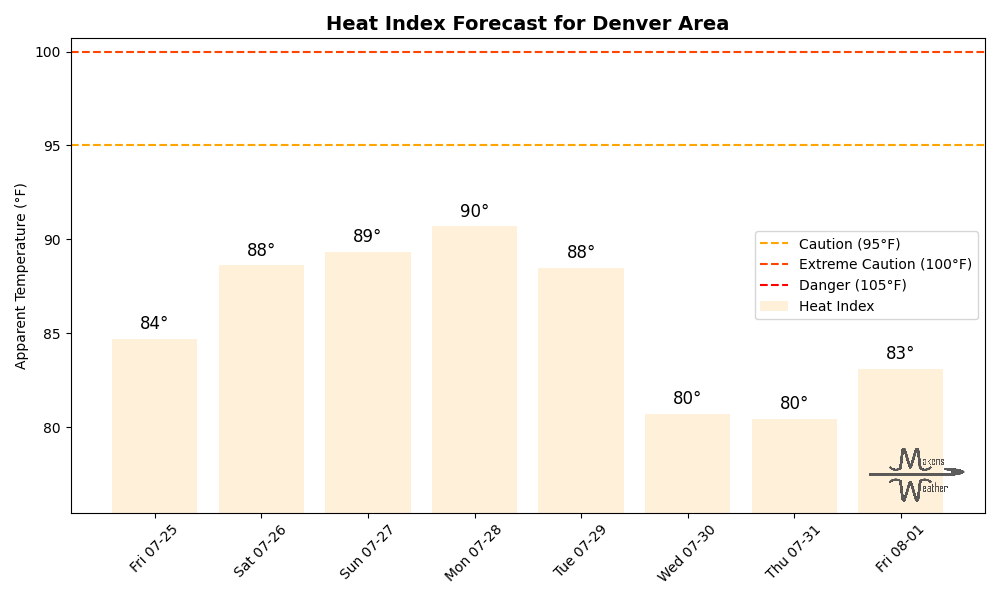 Heat Index Forecast for Denver Area
Apparent Temperature (°F)
100
95
90
85
80
84°
88°
89°
90°
88°
80°
80°
83°
Caution (95°F)
Extreme Caution (100°F)
Danger (105°F)
Heat Index
Fri 07-25
Sat 07-26
Sun 07-27
Mon 07-28
Tue 07-29
Wed 07-30
Thu 07-31
Fri 08-01
Weather